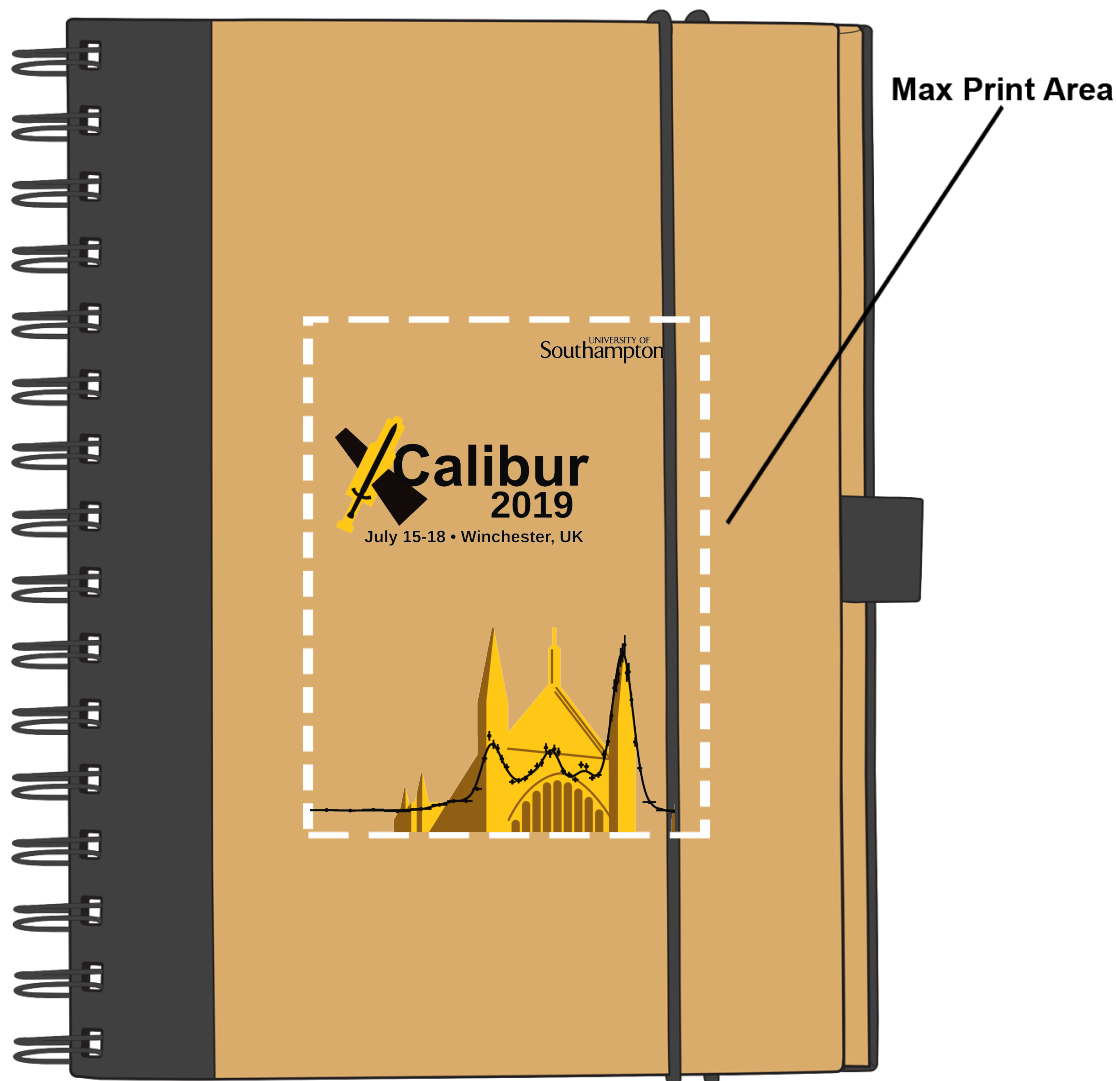 Max Print Area
UNIVERSITY OF
Southampton
Calibur
2019
July 15-18 • Winchester, UK